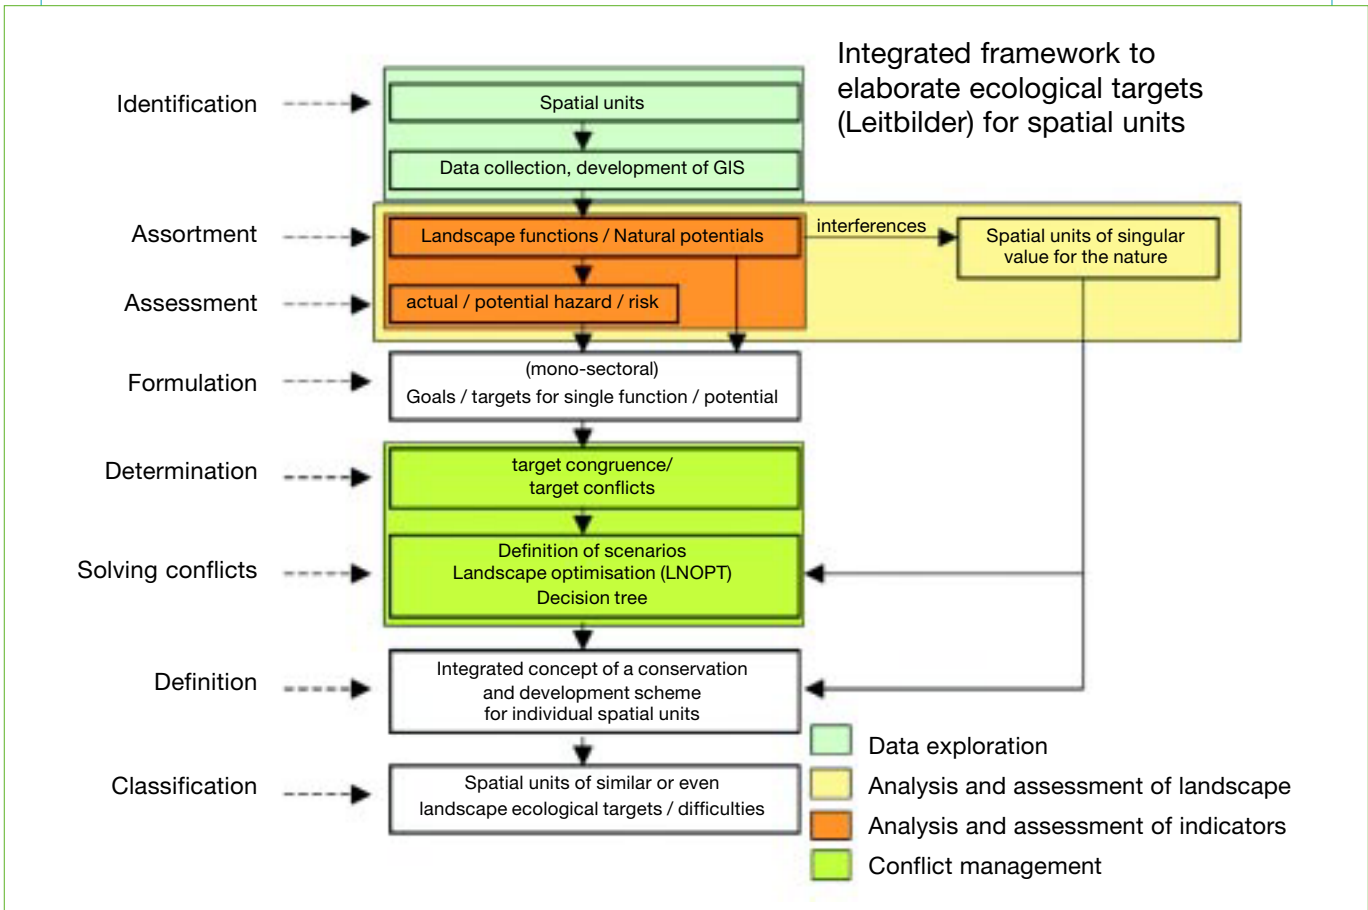 Integrated framework to
elaborate ecological targets
(Leitbilder) for spatial units
Identification
Spatial units
Data collection, development of GIS
Assortment
Landscape functions / Natural potentials
interferences
Spatial units of singular
value for the nature
Assessment
actual / potential hazard / risk
Formulation
(mono-sectoral)
Goals / targets for single function / potential
Determination
target congruence/
target conflicts
Solving conflicts
Definition of scenarios
Landscape optimisation (LNOPT)
Decision tree
Definition
Integrated concept of a conservation
and development scheme
for individual spatial units
Classification
Spatial units of similar or even
landscape ecological targets / difficulties
Data exploration
Analysis and assessment of landscape
Analysis and assessment of indicators
Conflict management